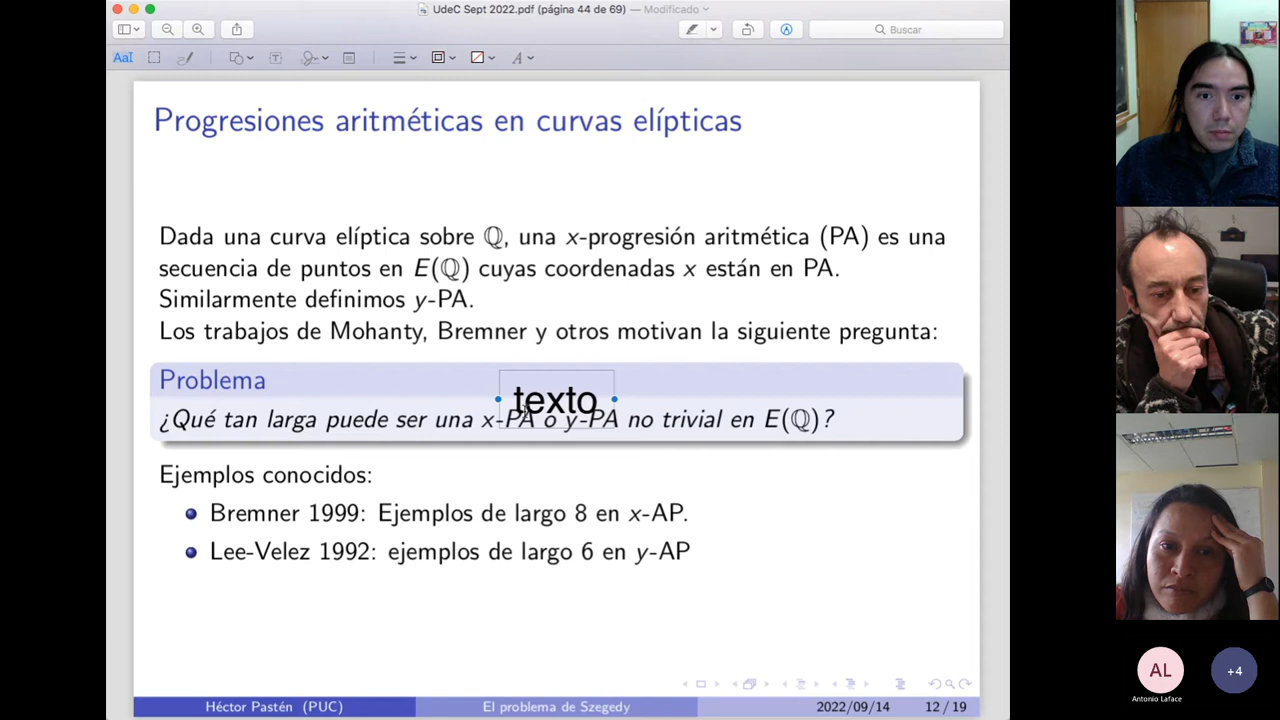 UdeC Sept 2022.pdf (página 44 de 69) — Modificado
Buscar
AaI
Progresiones aritméticas en curvas elípticas
Dada una curva elíptica sobre ℚ, una x-progresión aritmética (PA) es una
secuencia de puntos en E(ℚ) cuyas coordenadas x están en PA.
Similarmente definimos y-PA.
Los trabajos de Mohanty, Bremner y otros motivan la siguiente pregunta:
Problema
texto
¿Qué tan larga puede ser una x-PA o y-PA no trivial en E(ℚ)?
Ejemplos conocidos:
Bremner 1999: Ejemplos de largo 8 en x-AP.
Lee-Velez 1992: ejemplos de largo 6 en y-AP
Héctor Pastén (PUC)
El problema de Szegedy
2022/09/14
12 / 19
AL
Antonio Laface
+4